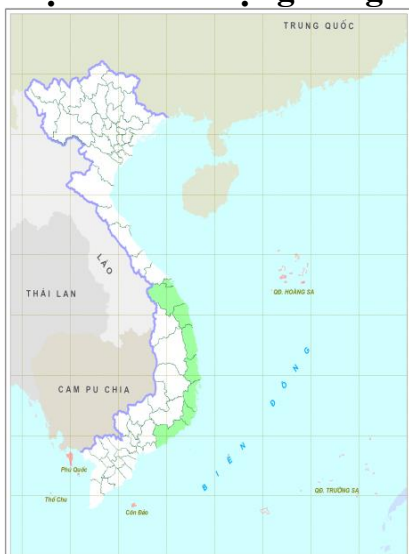 TRUNG QUỐC
LÀO
QĐ. HOÀNG SA
THÁI LAN
CAM PU CHIA
BIỂN ĐÔNG
Phú Quốc
QĐ. TRƯỜNG SA
Thổ Chu
Côn Đảo